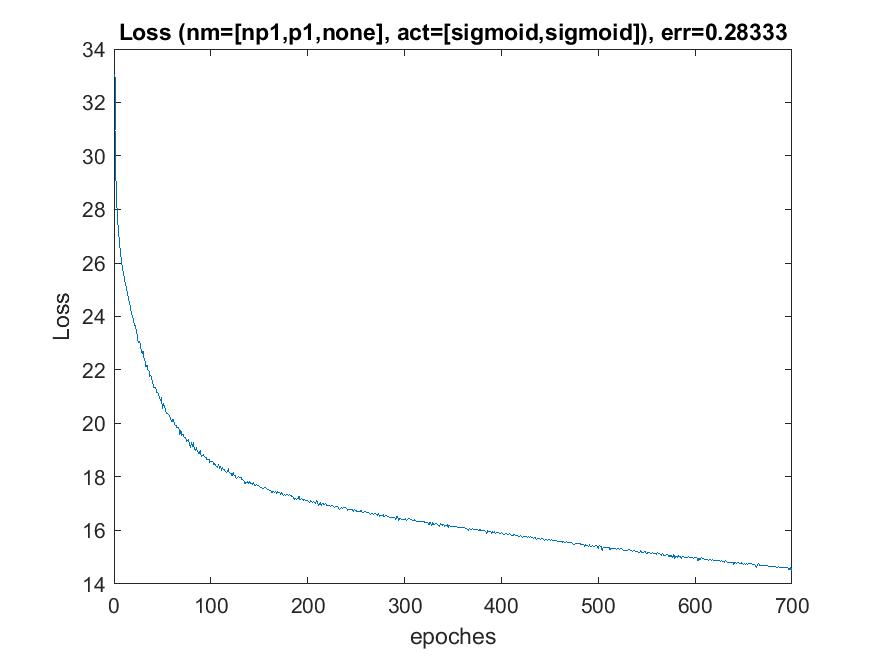 Loss (nm=[np1,p1,none], act=[sigmoid,sigmoid]), err=0.28333
34
32
30
28
26
24
22
20
18
16
14
Loss
0 100 200 300 400 500 600 700
epoches